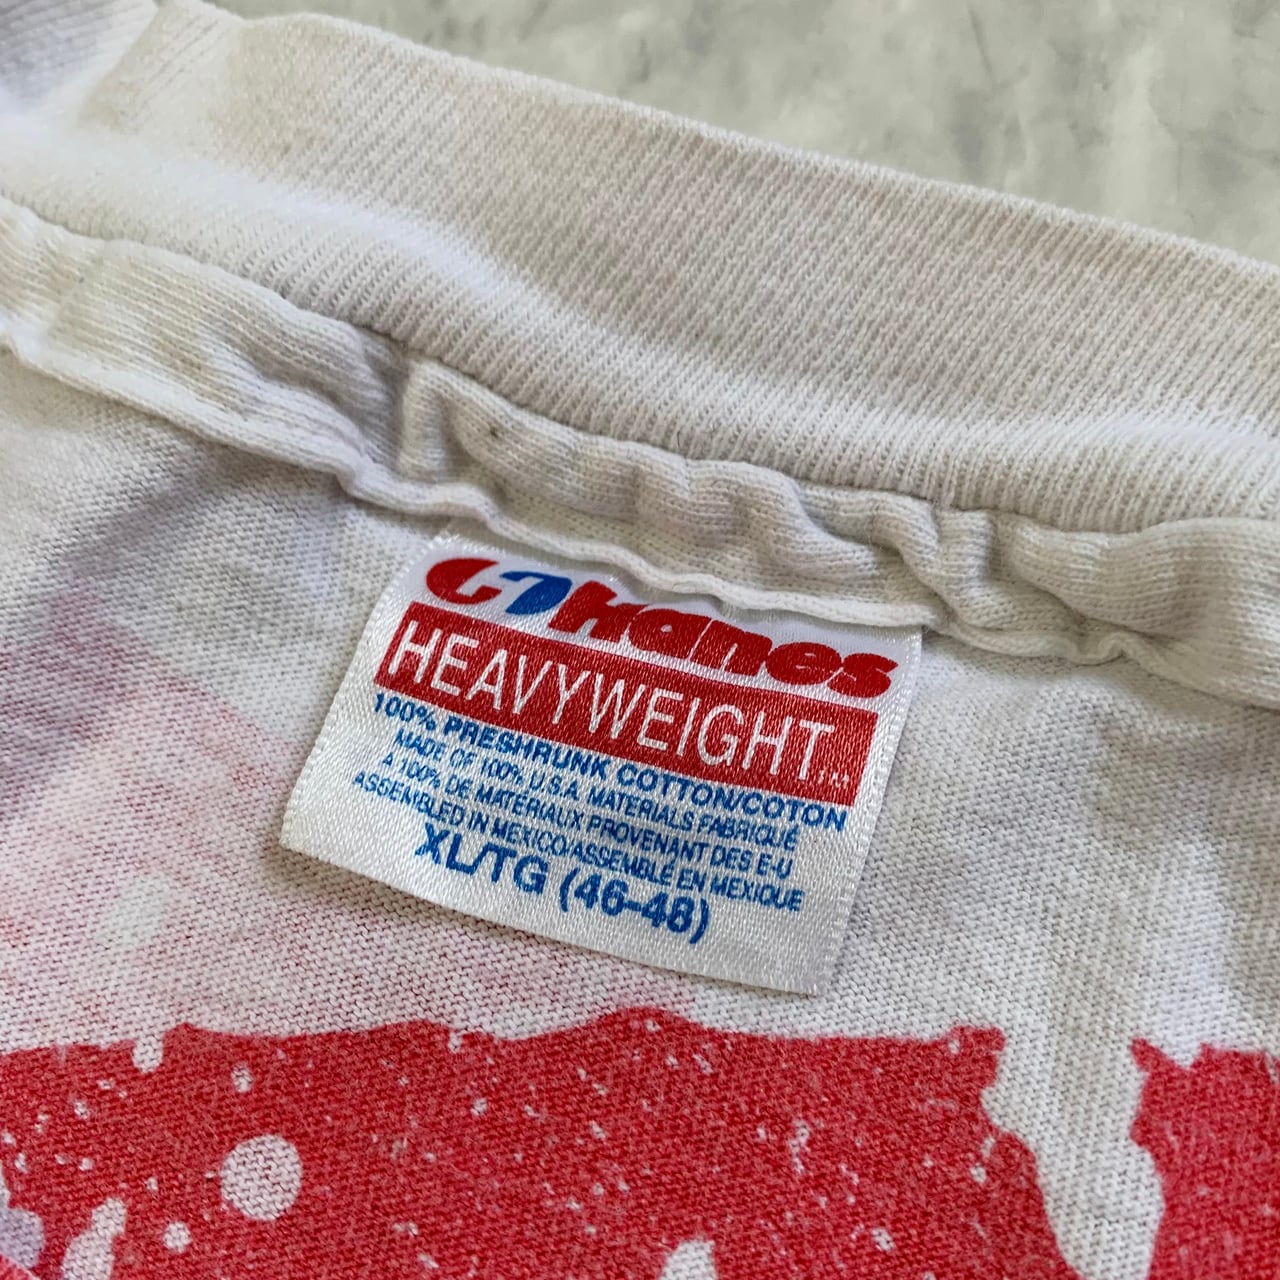 Hanes
HEAVYWEIGHT™
100% PRESHRUNK COTTON/COTON
MADE OF 100% U.S.A. MATERIALS FABRIQUÉ
À 100% DE MATÉRIAUX PROVENANT DES E-U
ASSEMBLED IN MEXICO/ASSEMBLÉ EN MEXIQUE
XL/TG (46-48)